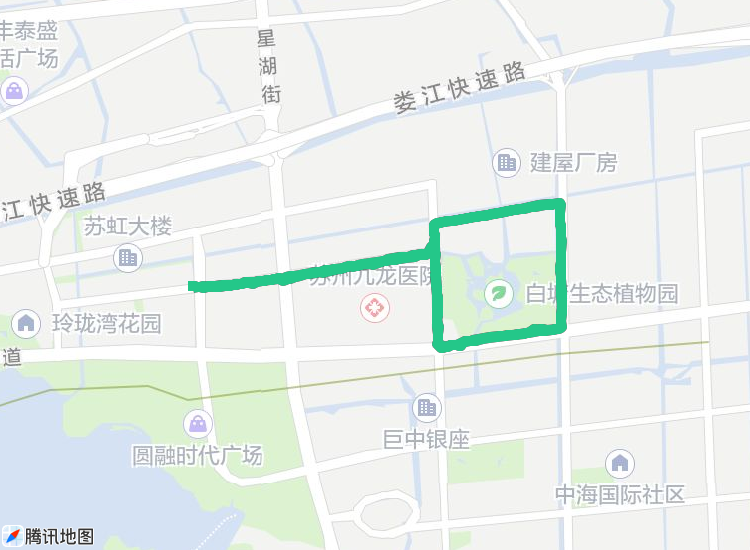 丰泰盛
活广场
星湖街
娄江快速路
建屋厂房
江快速路
苏虹大楼
苏州九龙医院
白塘生态植物园
玲珑湾花园
道
巨中银座
圆融时代广场
中海国际社区
腾讯地图